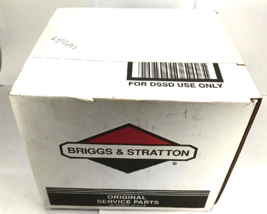 FOR DSSD USE ONLY
BRIGGS & STRATTON
®
ORIGINAL
SERVICE PARTS